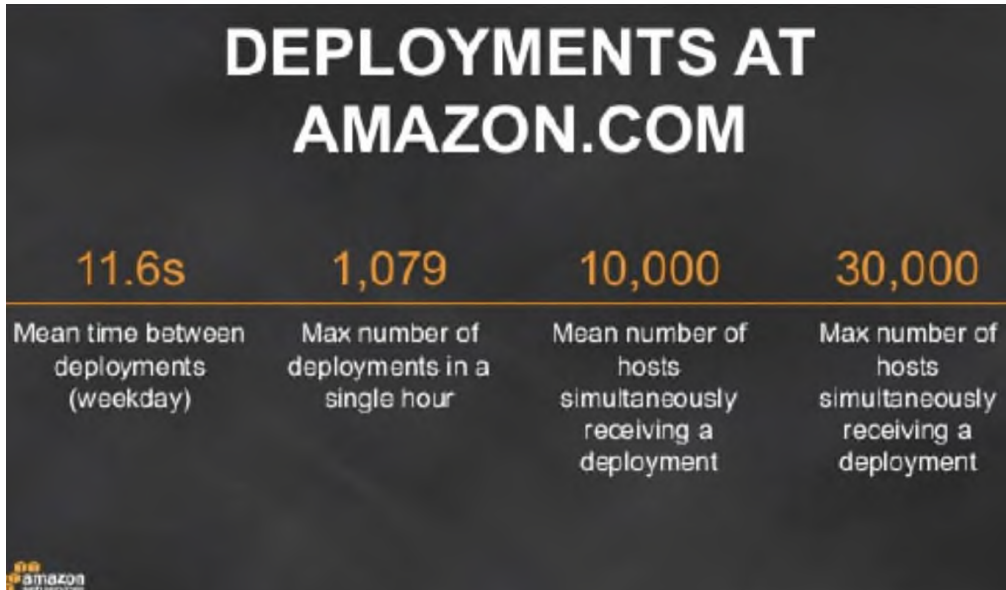 DEPLOYMENTS AT
AMAZON.COM
11.6s
Mean time between
deployments
(weekday)
1,079
Max number of
deployments in a
single hour
10,000
Mean number of
hosts
simultaneously
receiving a
deployment
30,000
Max number of
hosts
simultaneously
receiving a
deployment
amazon